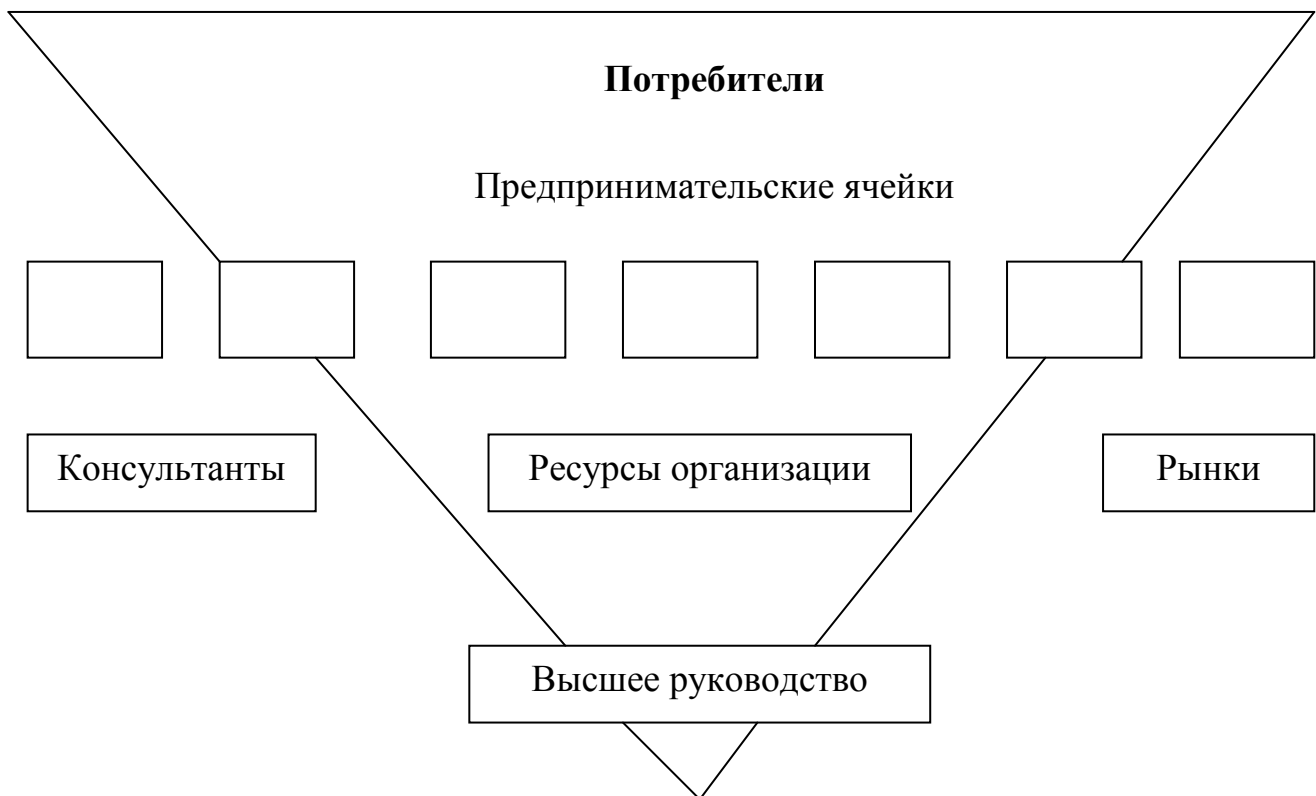 Потребители
Предпринимательские ячейки
Консультанты
Ресурсы организации
Рынки
Высшее руководство